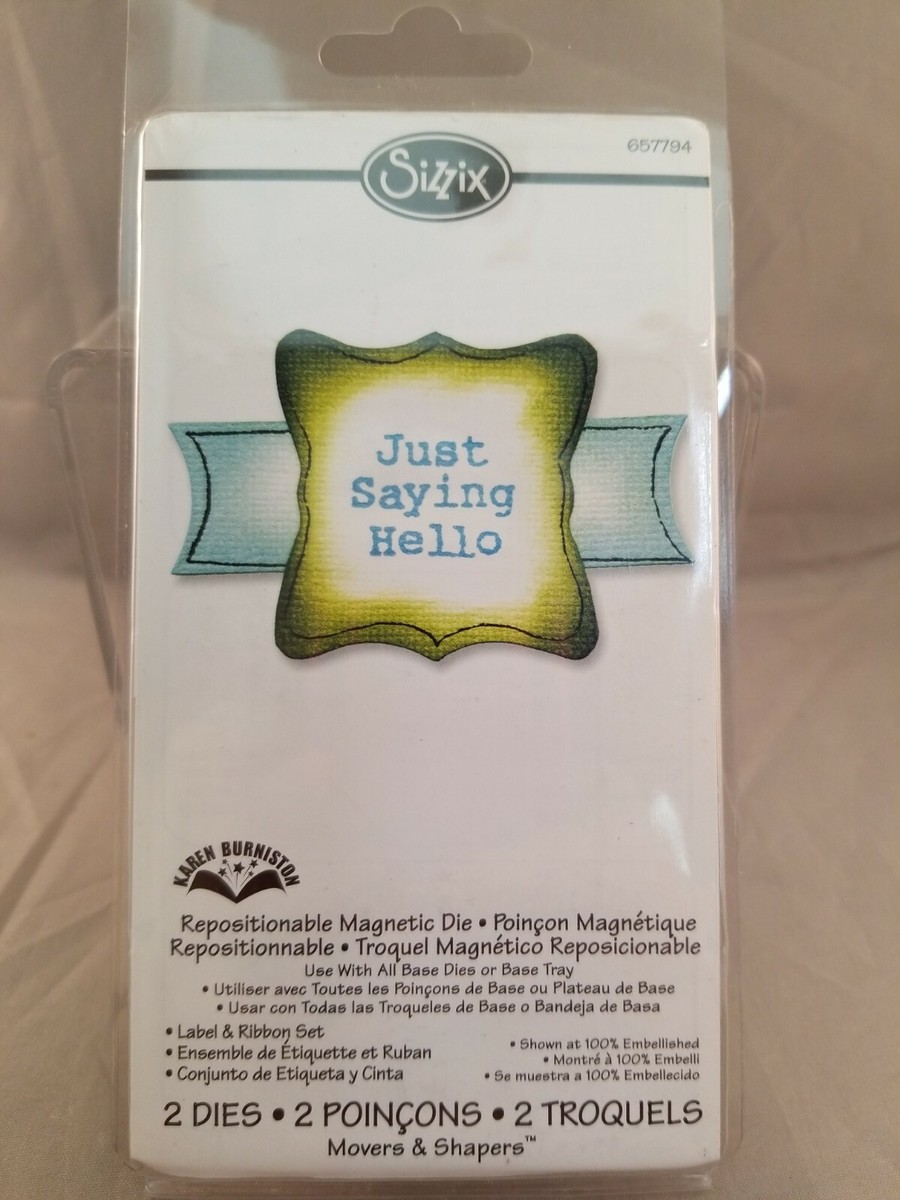 657794
Sizzix
Just
Saying
Hello
KAREN BURNISTON
Repositionable Magnetic Die • Poinçon Magnétique
Repositionnable • Troquel Magnético Reposicionable
Use With All Base Dies or Base Tray
• Utiliser avec Toutes les Poinçons de Base ou Plateau de Base
• Usar con Todas las Troqueles de Base o Bandeja de Basa
• Label & Ribbon Set
• Ensemble de Étiquette et Ruban
• Conjunto de Etiqueta y Cinta
• Shown at 100% Embellished
• Montré à 100% Embelli
• Se muestra a 100% Embellecido
2 DIES • 2 POINÇONS • 2 TROQUELS
Movers & Shapers™